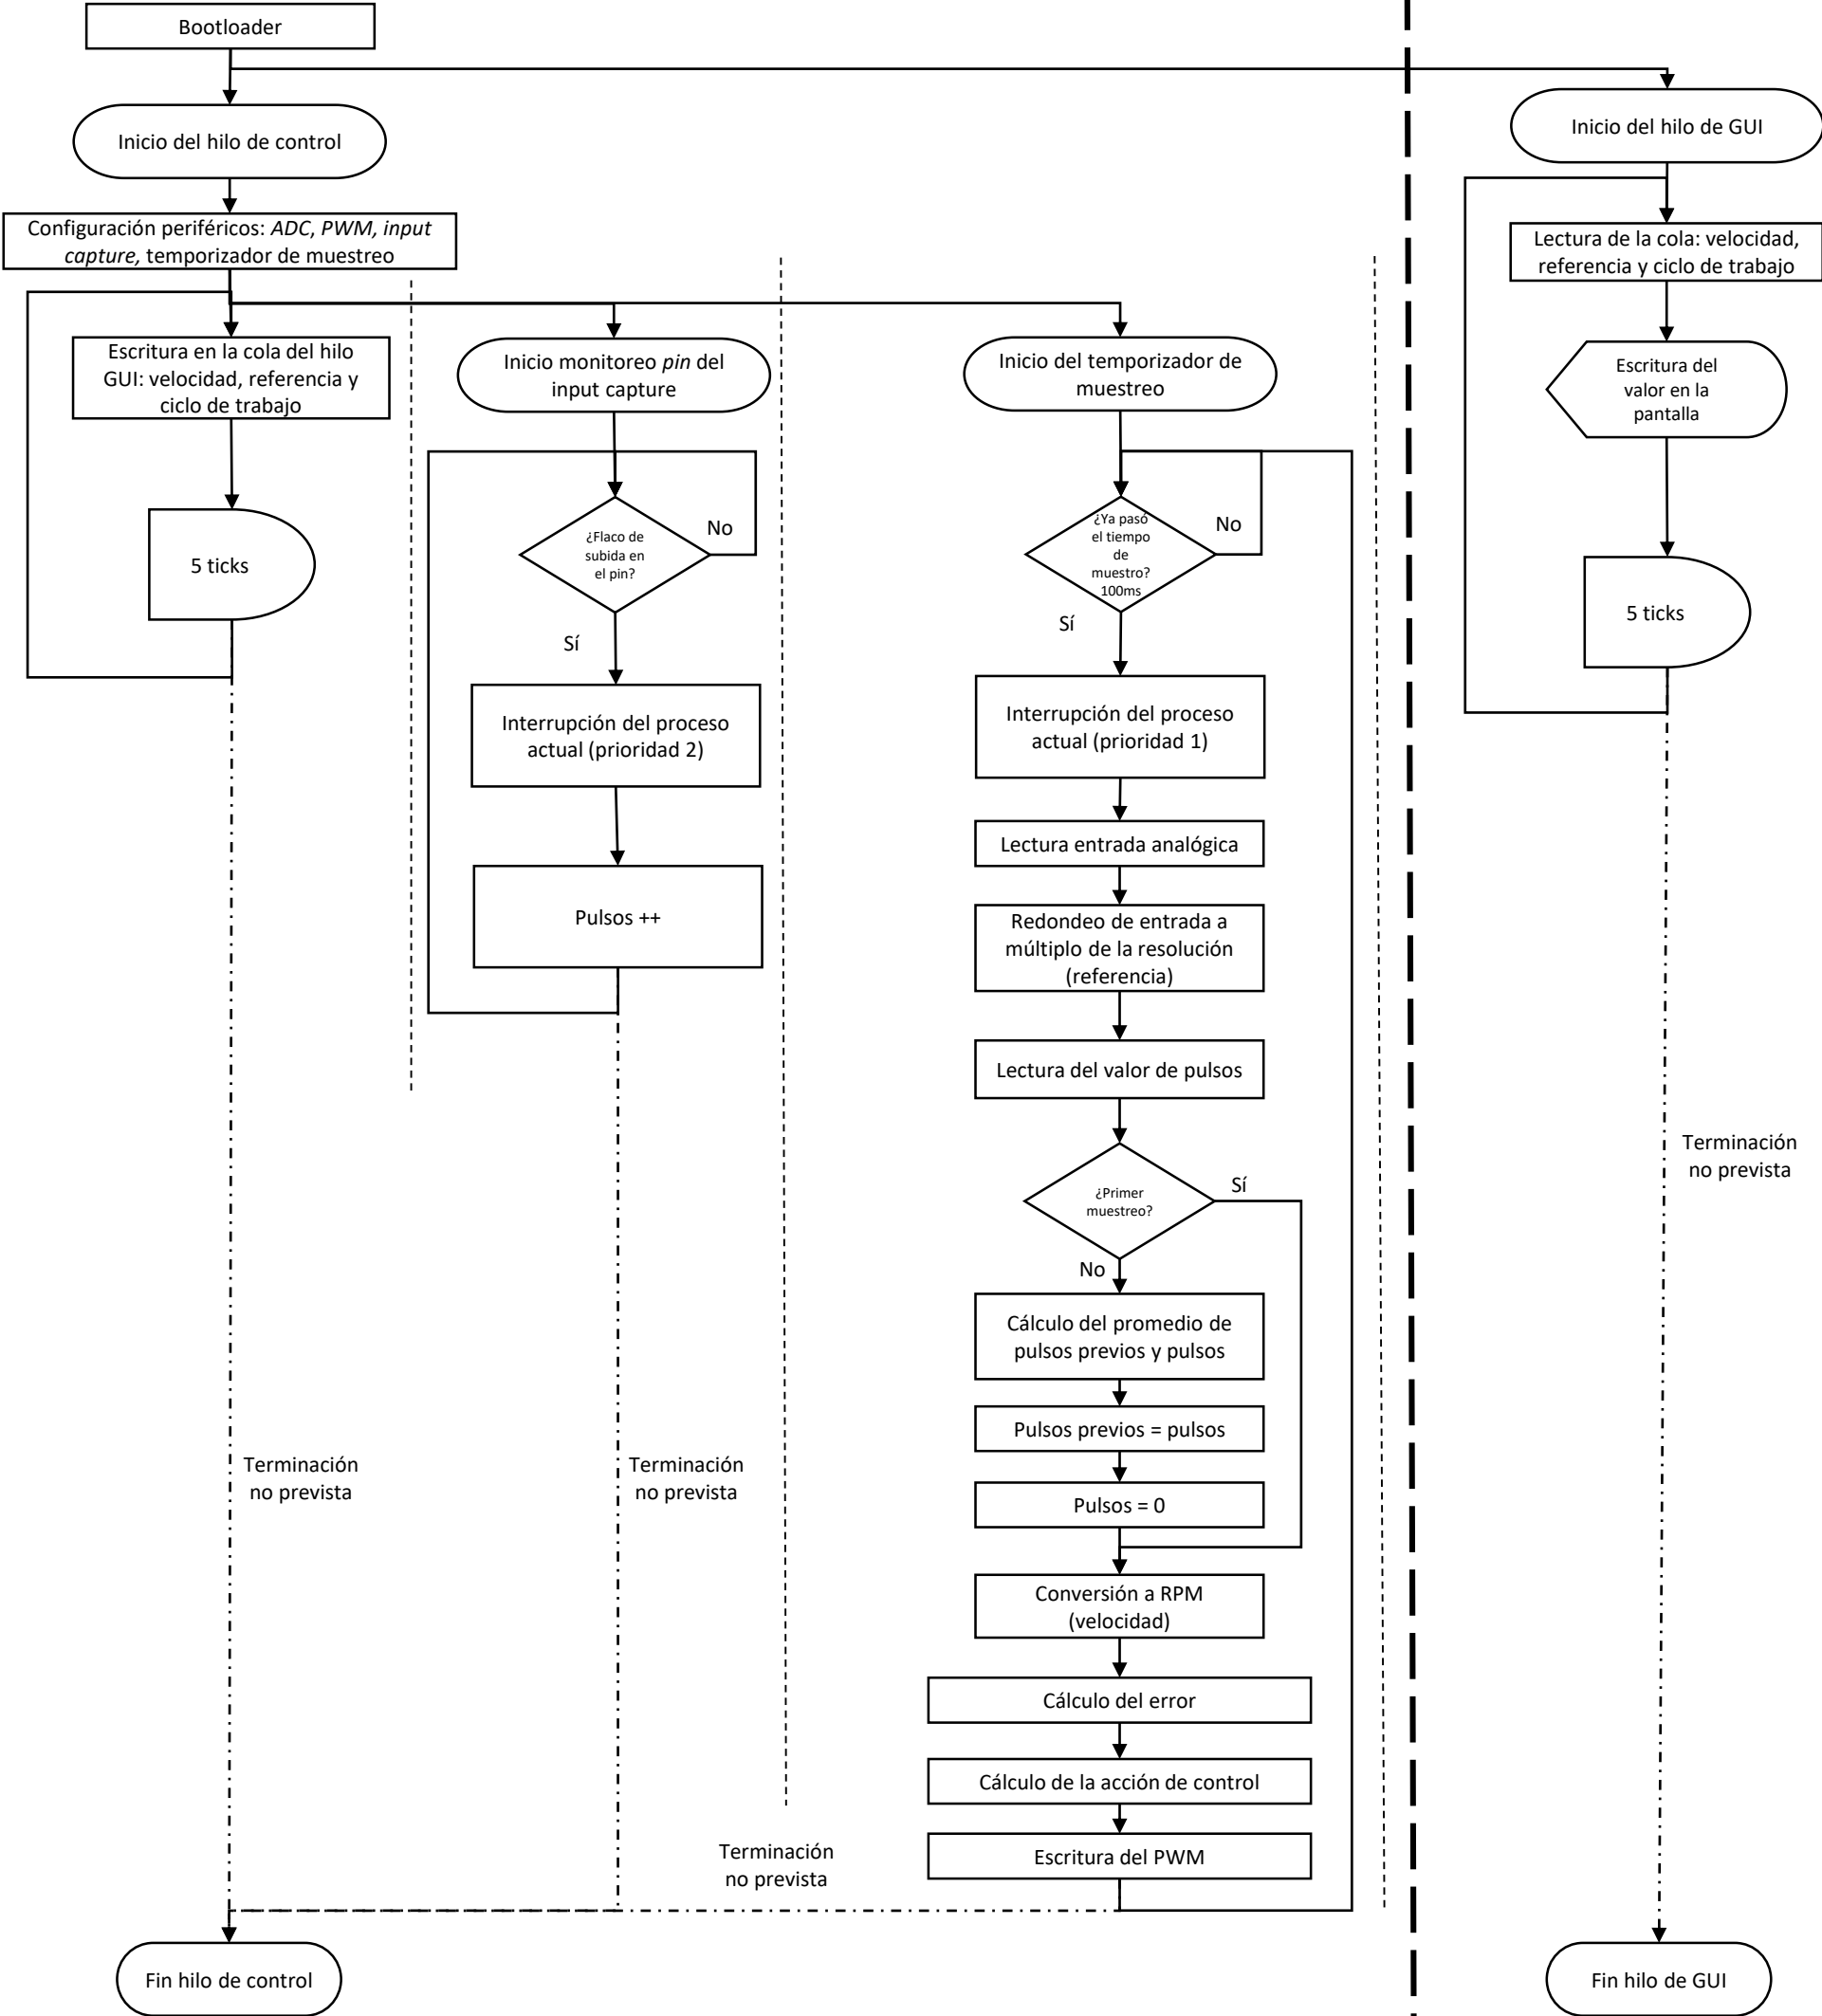 Bootloader
Inicio del hilo de control
Configuración periféricos: ADC, PWM, input
capture, temporizador de muestreo
Escritura en la cola del hilo
GUI: velocidad, referencia y
ciclo de trabajo
5 ticks
Terminación
no prevista
Fin hilo de control
Inicio monitoreo pin del
input capture
¿Flaco de
subida en
el pin?
No
Sí
Interrupción del proceso
actual (prioridad 2)
Pulsos ++
Terminación
no prevista
Inicio del temporizador de
muestreo
¿Ya pasó
el tiempo
de
muestro?
100ms
No
Sí
Interrupción del proceso
actual (prioridad 1)
Lectura entrada analógica
Redondeo de entrada a
múltiplo de la resolución
(referencia)
Lectura del valor de pulsos
¿Primer
muestreo?
Sí
No
Cálculo del promedio de
pulsos previos y pulsos
Pulsos previos = pulsos
Pulsos = 0
Conversión a RPM
(velocidad)
Cálculo del error
Cálculo de la acción de control
Escritura del PWM
Terminación
no prevista
Inicio del hilo de GUI
Lectura de la cola: velocidad,
referencia y ciclo de trabajo
Escritura del
valor en la
pantalla
5 ticks
Terminación
no prevista
Fin hilo de GUI